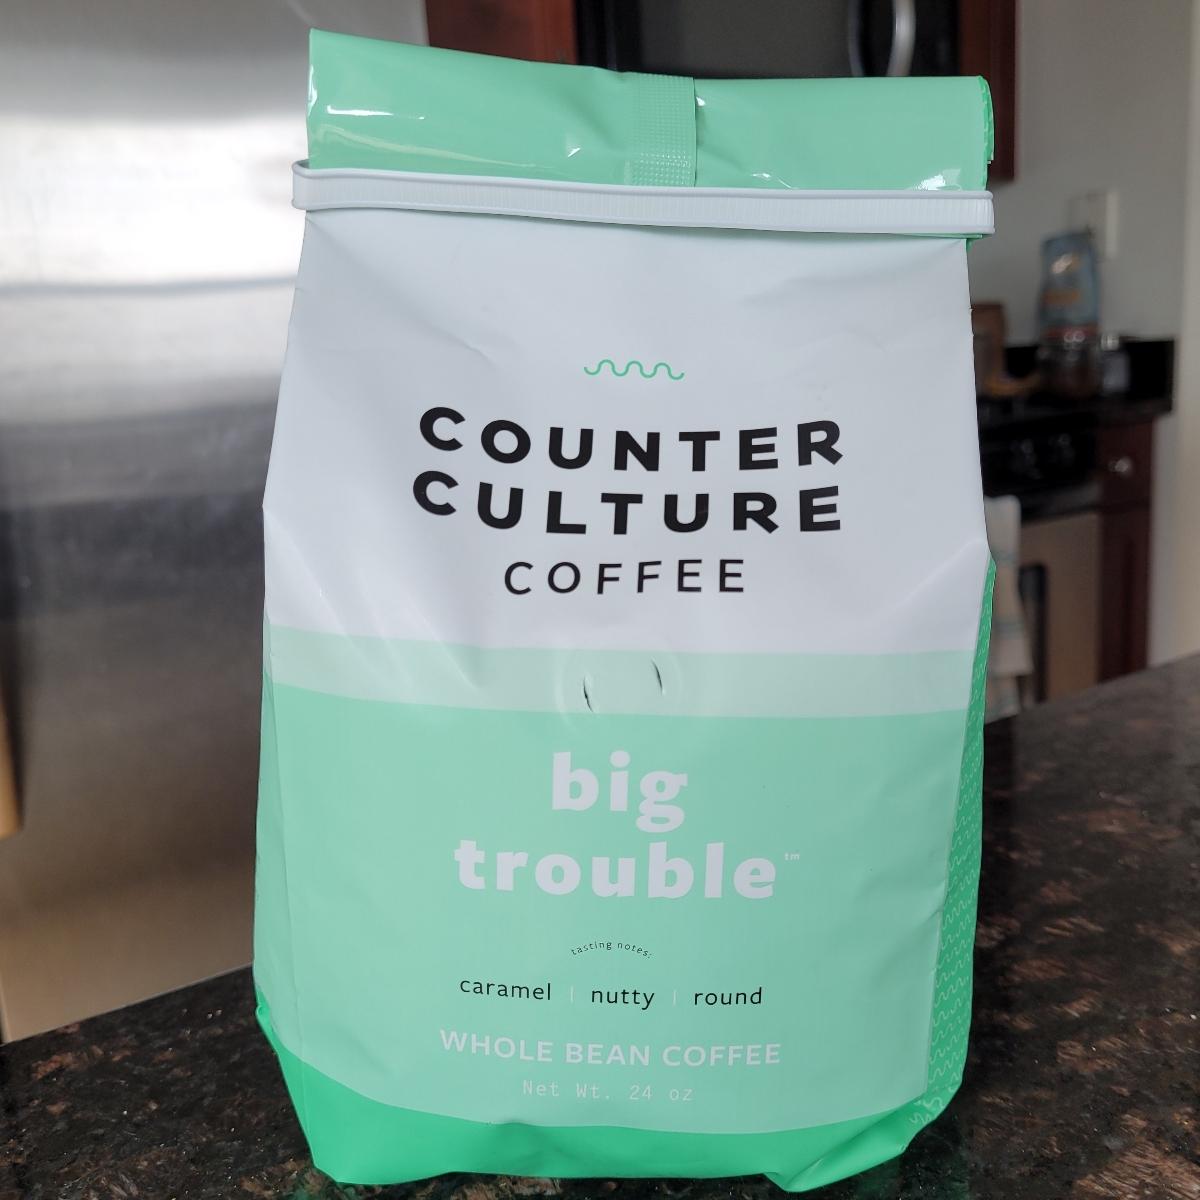 COUNTER
CULTURE
COFFEE
big
trouble™
tasting notes:
caramel | nutty | round
WHOLE BEAN COFFEE
Net Wt. 24 oz